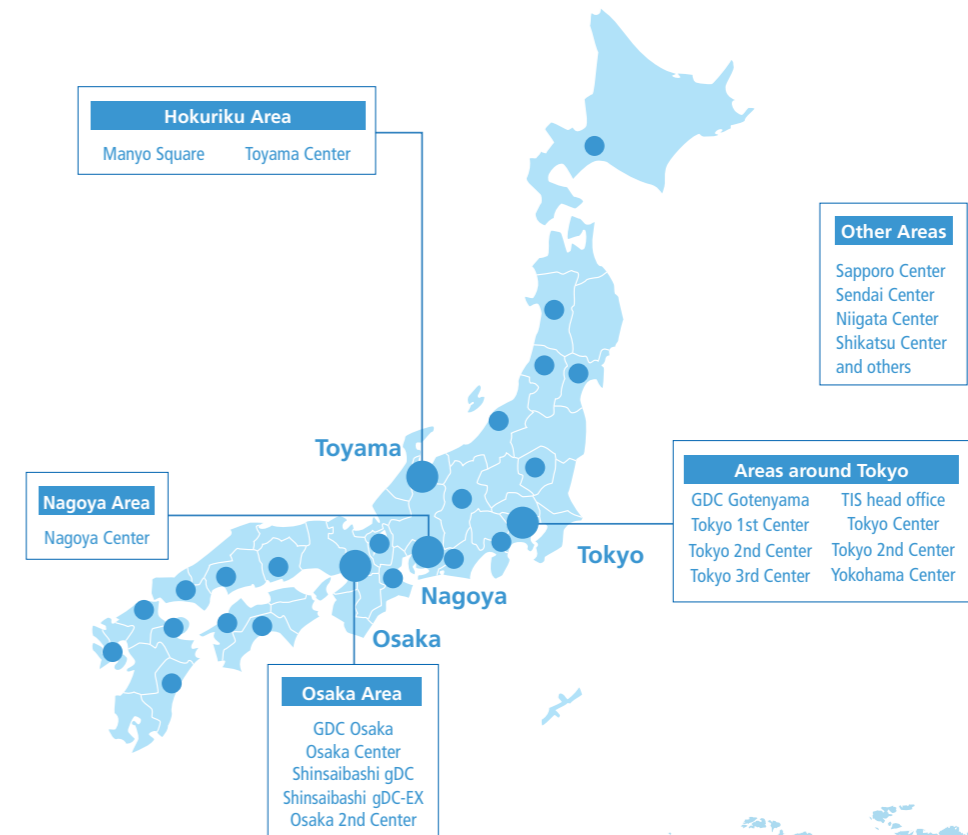 Hokuriku Area
Manyo Square Toyama Center
Other Areas
Sapporo Center
Sendai Center
Niigata Center
Shikatsu Center
and others
Toyama
Areas around Tokyo
GDC Gotenyama TIS head office
Tokyo 1st Center Tokyo Center
Tokyo 2nd Center Tokyo 2nd Center
Tokyo 3rd Center Yokohama Center
Nagoya Area
Nagoya Center
Tokyo
Nagoya
Osaka
Osaka Area
GDC Osaka
Osaka Center
Shinsaibashi gDC
Shinsaibashi gDC-EX
Osaka 2nd Center